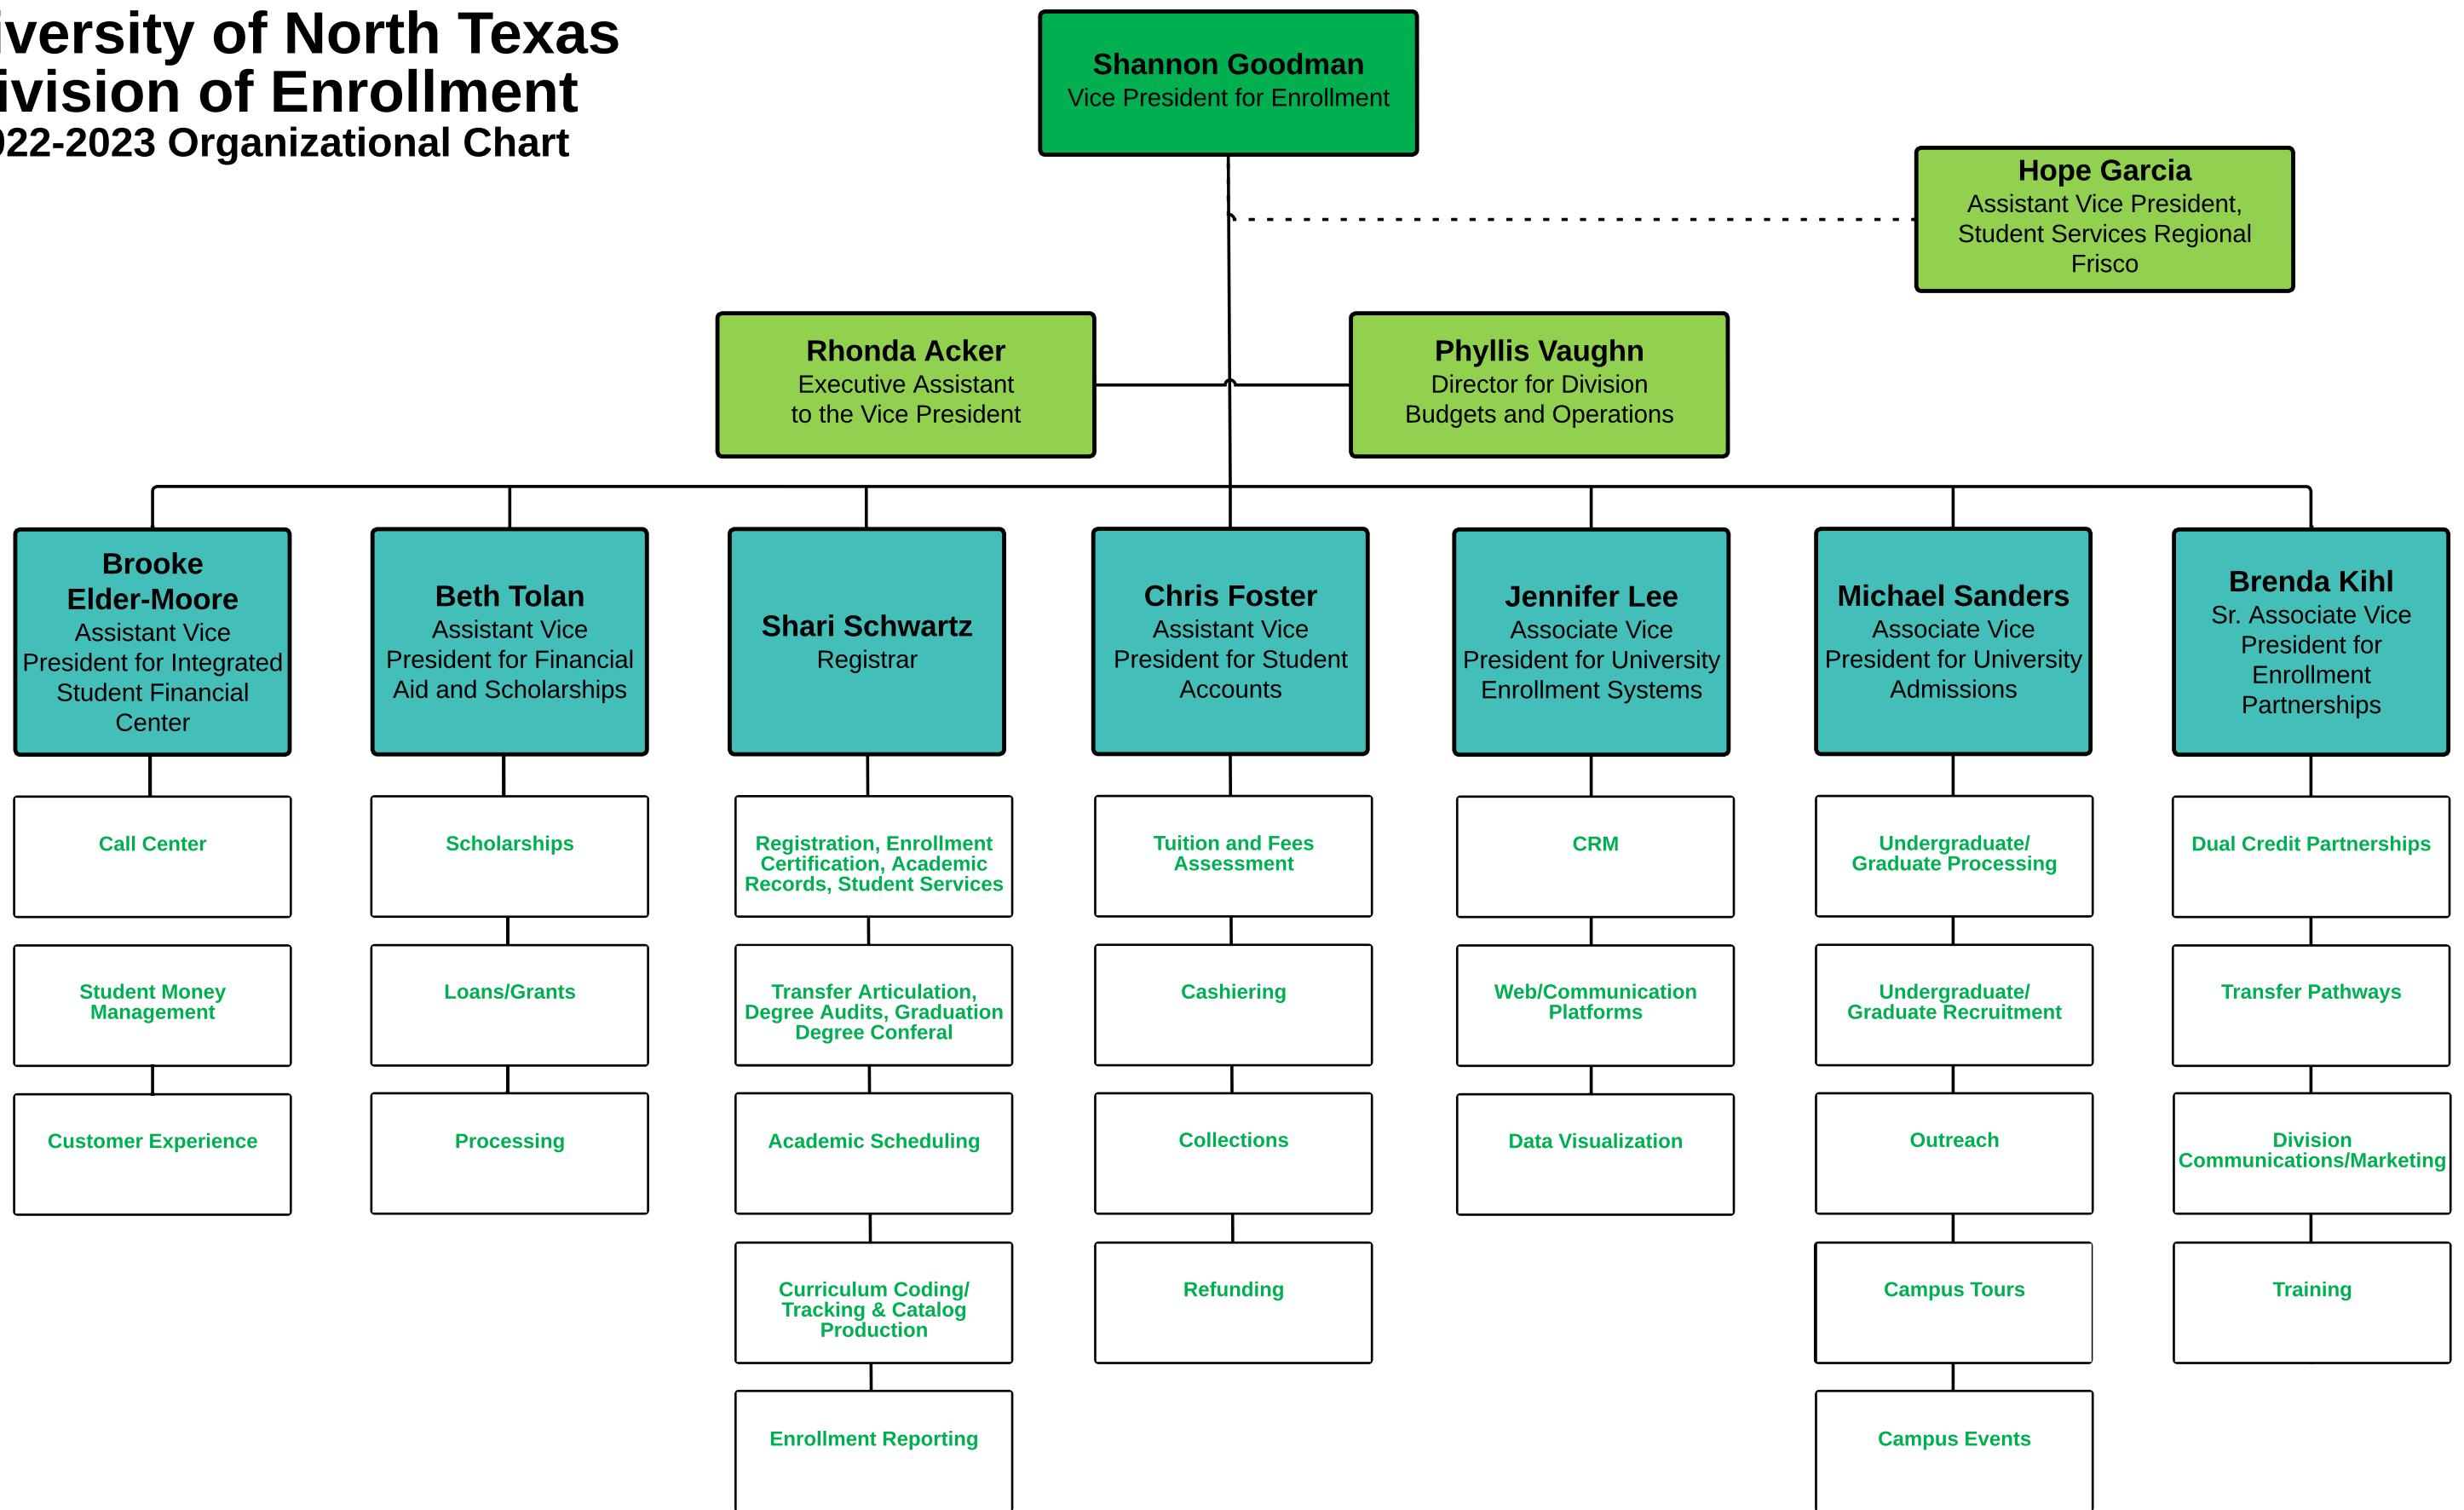 iversity of North Texas
ivision of Enrollment
022-2023 Organizational Chart
Shannon Goodman
Vice President for Enrollment
Hope Garcia
Assistant Vice President,
Student Services Regional
Frisco
Rhonda Acker
Executive Assistant
to the Vice President
Phyllis Vaughn
Director for Division
Budgets and Operations
Brooke
Elder-Moore
Assistant Vice
President for Integrated
Student Financial
Center
Beth Tolan
Assistant Vice
President for Financial
Aid and Scholarships
Shari Schwartz
Registrar
Chris Foster
Assistant Vice
President for Student
Accounts
Jennifer Lee
Associate Vice
President for University
Enrollment Systems
Michael Sanders
Associate Vice
President for University
Admissions
Brenda Kihl
Sr. Associate Vice
President for
Enrollment
Partnerships
Call Center
Scholarships
Registration, Enrollment
Certification, Academic
Records, Student Services
Tuition and Fees
Assessment
CRM
Undergraduate/
Graduate Processing
Dual Credit Partnerships
Student Money
Management
Loans/Grants
Transfer Articulation,
Degree Audits, Graduation
Degree Conferal
Cashiering
Web/Communication
Platforms
Undergraduate/
Graduate Recruitment
Transfer Pathways
Customer Experience
Processing
Academic Scheduling
Collections
Data Visualization
Outreach
Division
Communications/Marketing
Curriculum Coding/
Tracking & Catalog
Production
Refunding
Campus Tours
Training
Enrollment Reporting
Campus Events